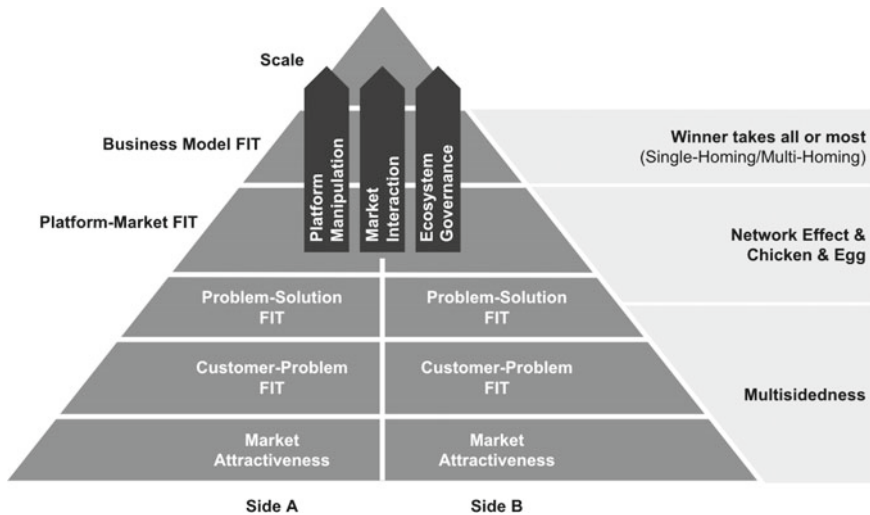 Scale
Business Model FIT
Platform-Market FIT
Platform
Manipulation
Market
Interaction
Ecosystem
Governance
Winner takes all or most
(Single-Homing/Multi-Homing)
Network Effect &
Chicken & Egg
Problem-Solution
FIT
Problem-Solution
FIT
Customer-Problem
FIT
Customer-Problem
FIT
Multisidedness
Market
Attractiveness
Market
Attractiveness
Side A
Side B